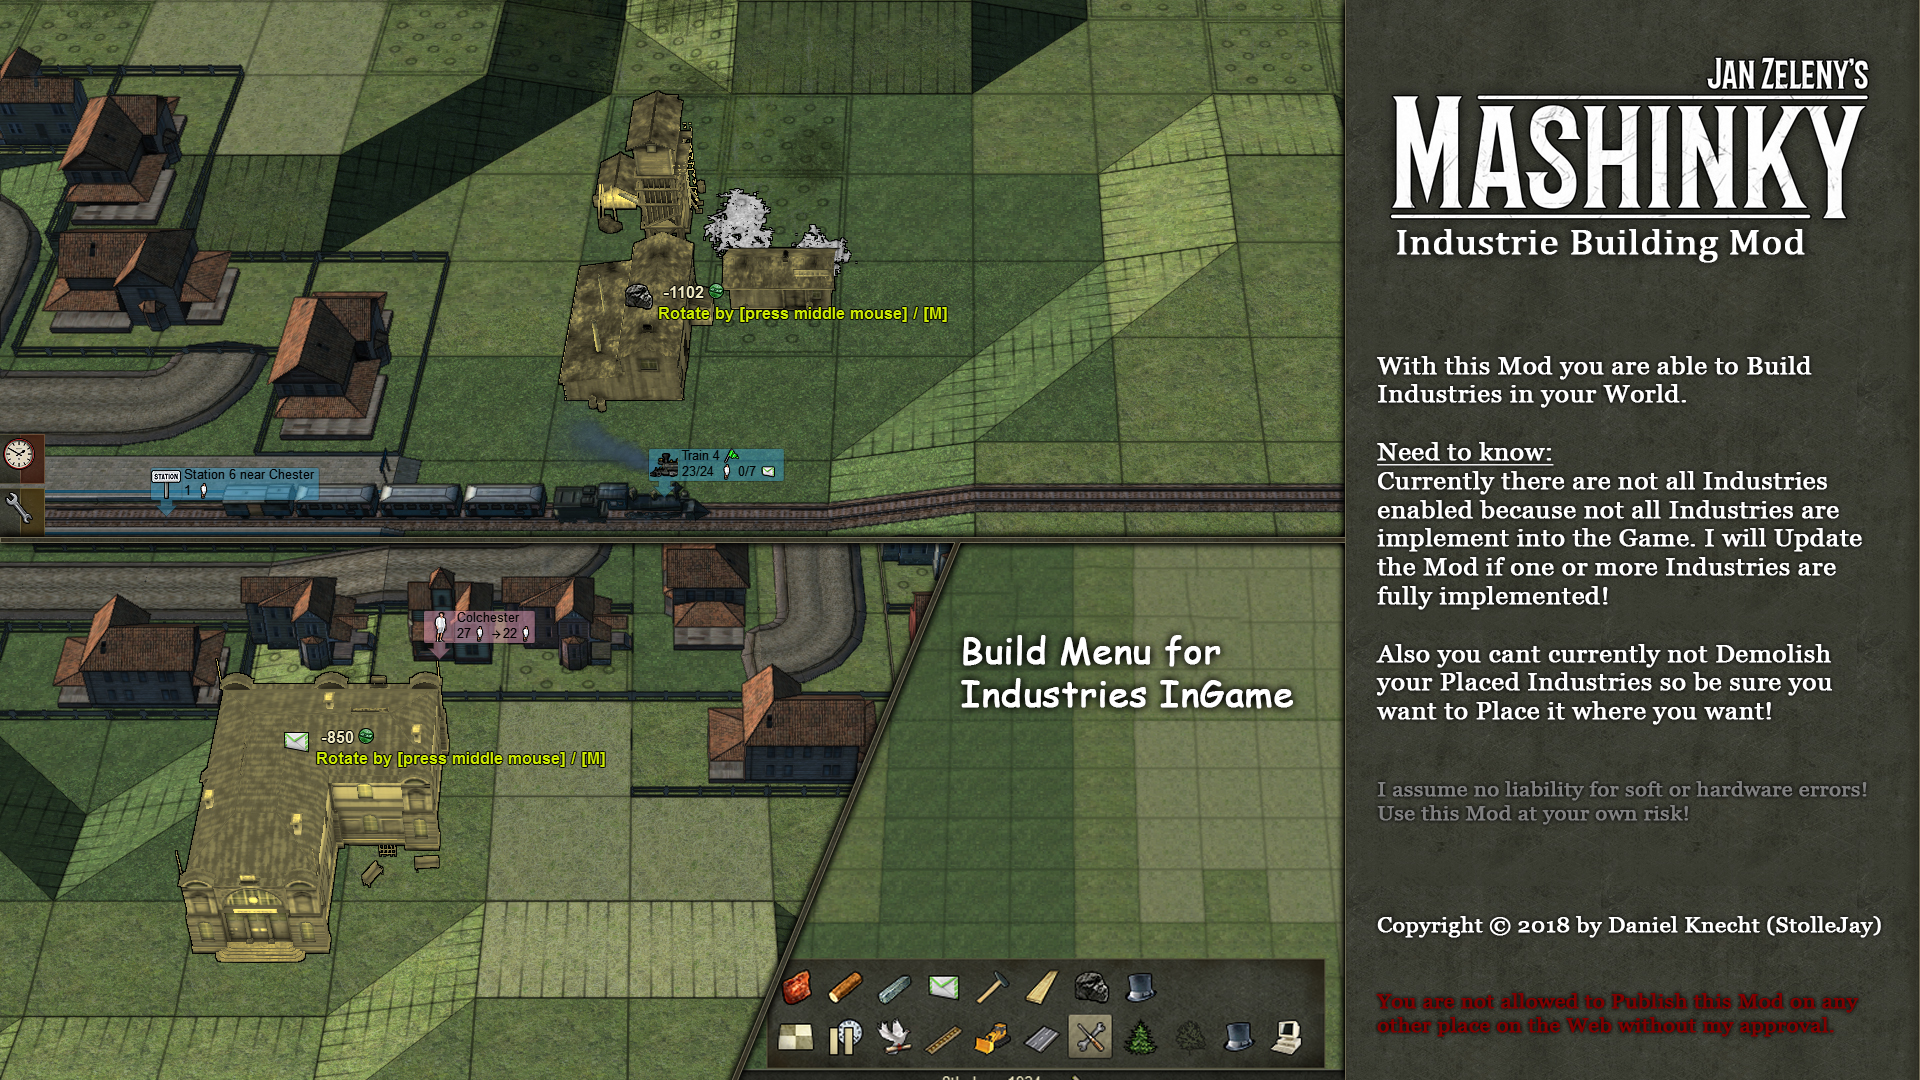 JAN ZELENY'S
MASHINKY
Industrie Building Mod
-1102
Rotate by [press middle mouse] / [M]
Train 4
23/24 0/7
STATION
Station 6 near Chester
1
Colchester
27 → 22
-850
Rotate by [press middle mouse] / [M]
Build Menu for
Industries InGame
With this Mod you are able to Build
Industries in your World.
Need to know:
Currently there are not all Industries
enabled because not all Industries are
implement into the Game. I will Update
the Mod if one or more Industries are
fully implemented!
Also you cant currently not Demolish
your Placed Industries so be sure you
want to Place it where you want!
I assume no liability for soft or hardware errors!
Use this Mod at your own risk!
Copyright © 2018 by Daniel Knecht (StolleJay)
You are not allowed to Publish this Mod on any
other place on the Web without my approval.